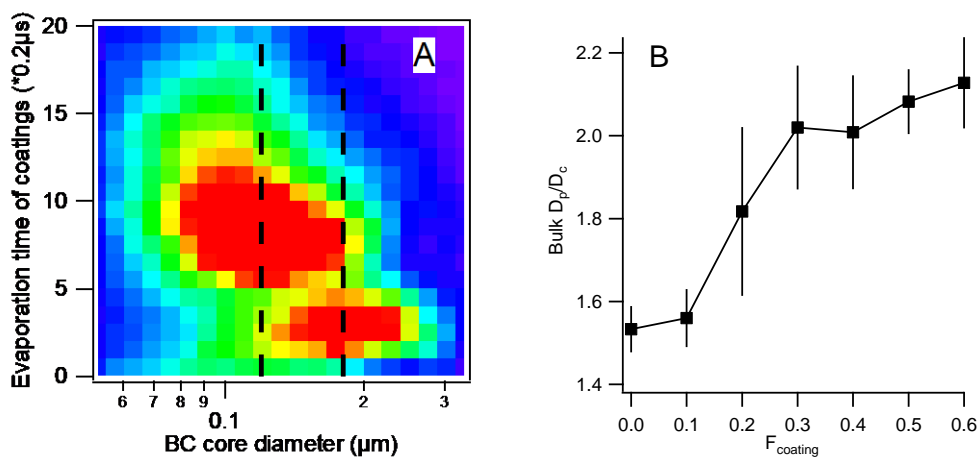 A
Evaporation time of coatings (*0.2µs)
20
15
10
5
0
6 7 8 9 0.1 2 3
BC core diameter (µm)
B
Bulk Dp/Dc
2.2
2.0
1.8
1.6
1.4
0.0 0.1 0.2 0.3 0.4 0.5 0.6
Fcoating